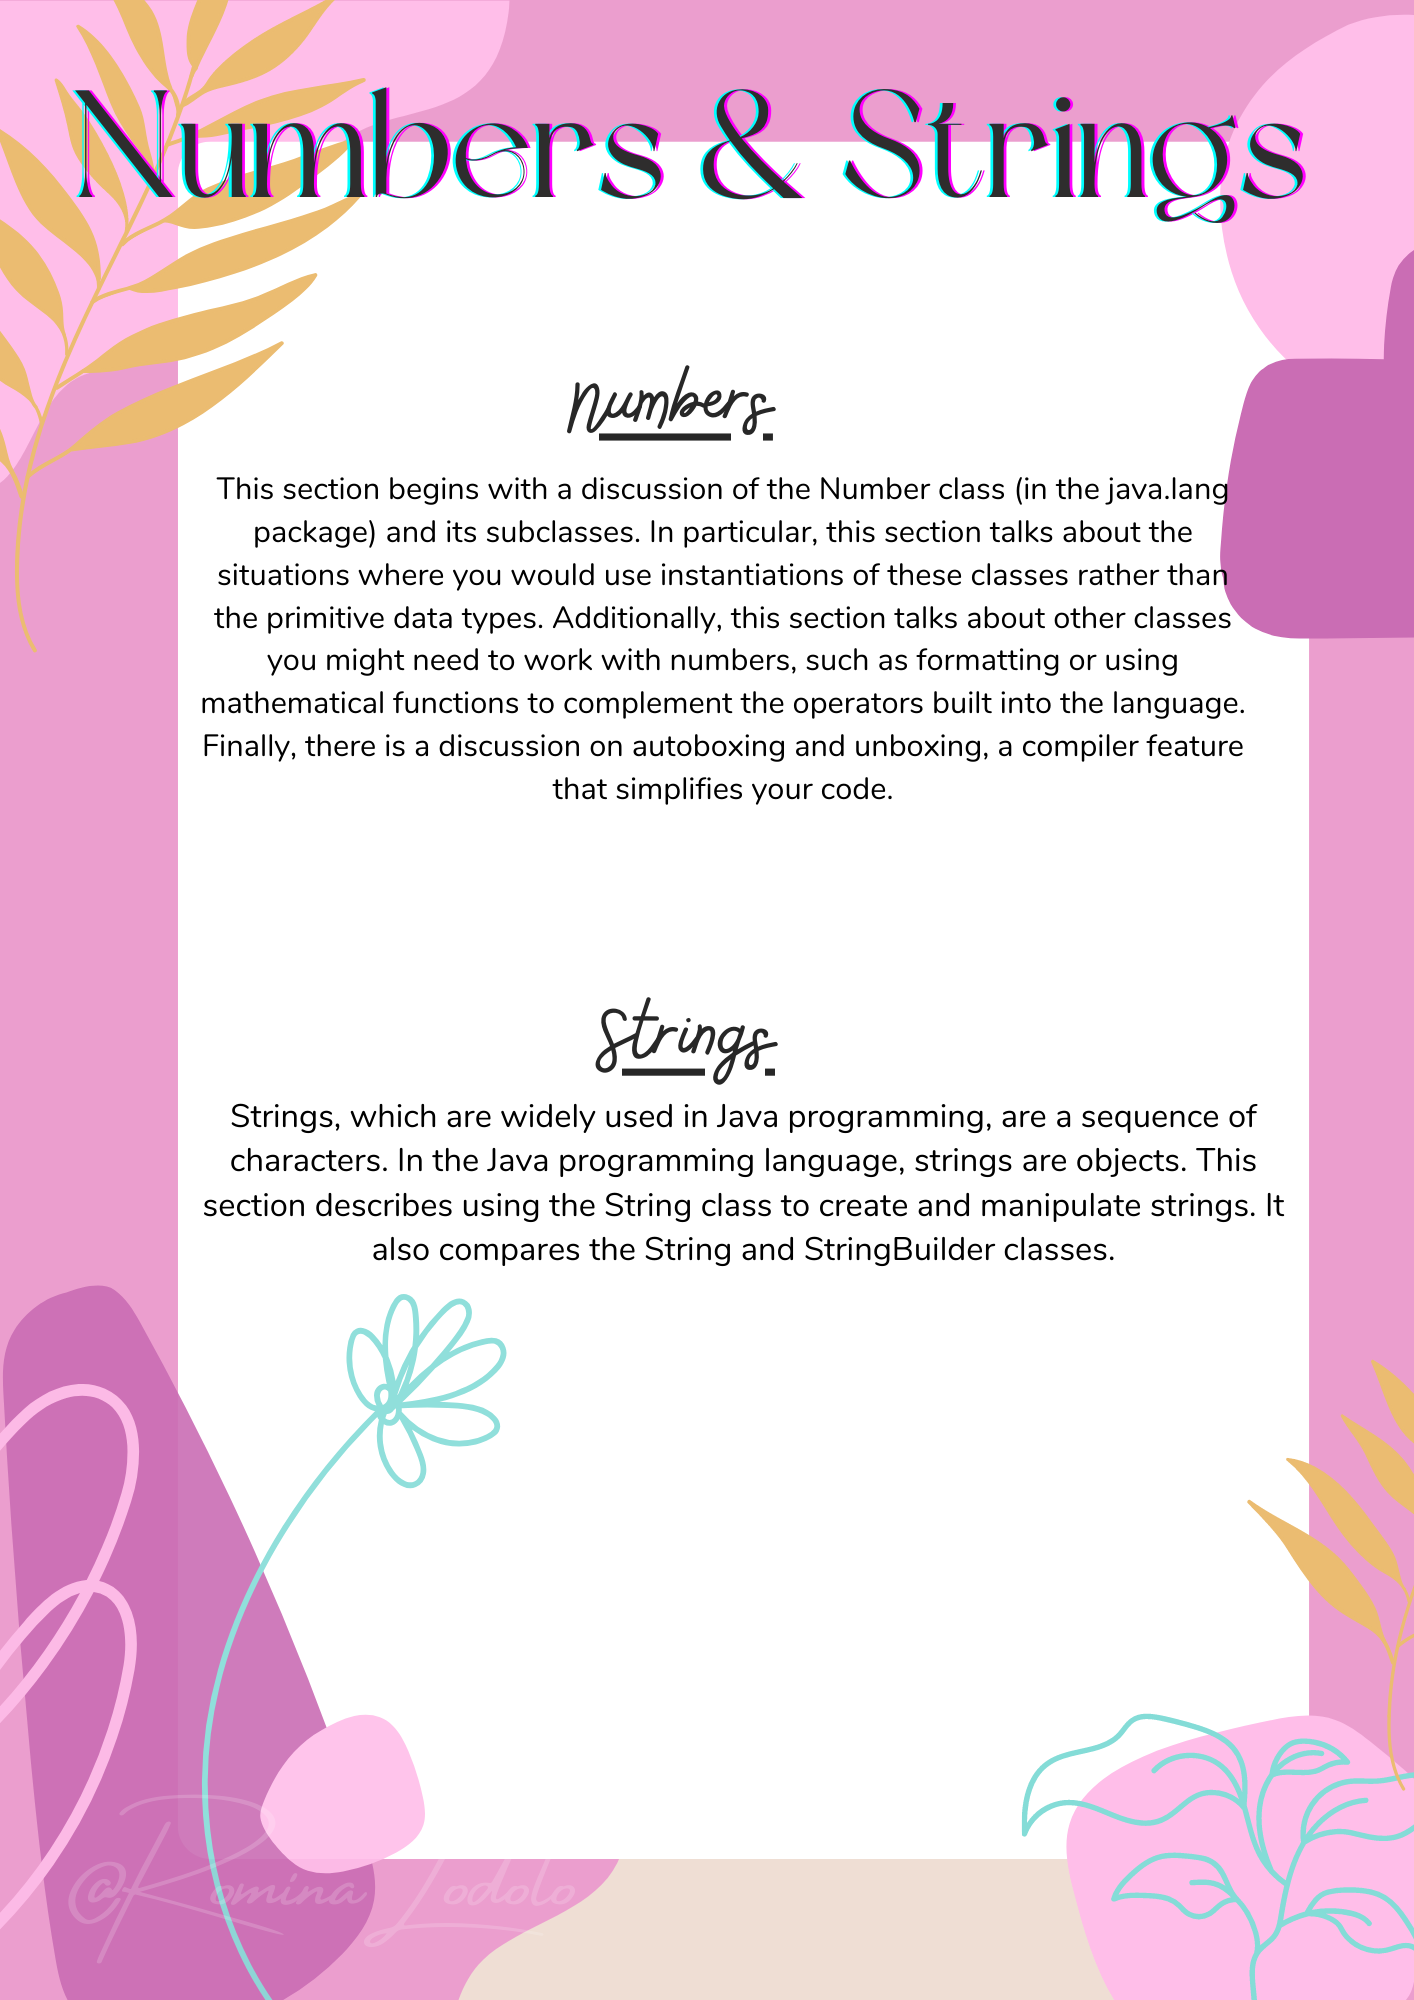 Numbers & Strings
Numbers
This section begins with a discussion of the Number class (in the java.lang
package) and its subclasses. In particular, this section talks about the
situations where you would use instantiations of these classes rather than
the primitive data types. Additionally, this section talks about other classes
you might need to work with numbers, such as formatting or using
mathematical functions to complement the operators built into the language.
Finally, there is a discussion on autoboxing and unboxing, a compiler feature
that simplifies your code.
Strings
Strings, which are widely used in Java programming, are a sequence of
characters. In the Java programming language, strings are objects. This
section describes using the String class to create and manipulate strings. It
also compares the String and StringBuilder classes.
@Romina Lodolo